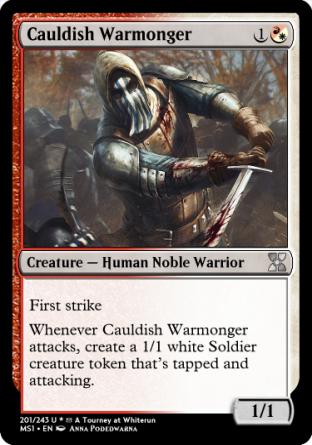 Cauldish Warmonger 1
Creature — Human Noble Warrior
First strike
Whenever Cauldish Warmonger
attacks, create a 1/1 white Soldier
creature token that's tapped and
attacking.
1/1
201/243 U * A Tourney at Whiterun
MS1 • EN Anna Podedwarna